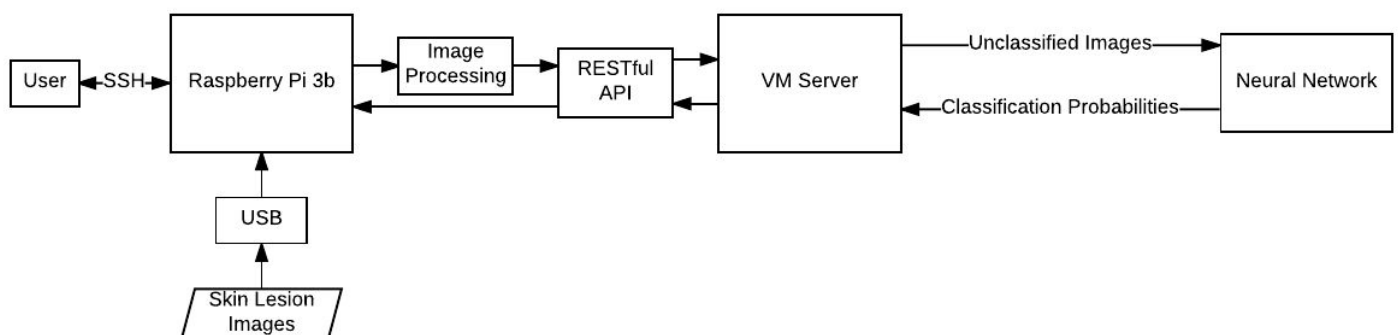 User
SSH
Raspberry Pi 3b
Image
Processing
RESTful
API
VM Server
Unclassified Images
Classification Probabilities
Neural Network
USB
Skin Lesion
Images